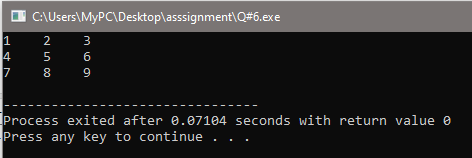 C:\Users\MyPC\Desktop\asssignment\Q#6.exe
1 2 3
4 5 6
7 8 9
--------------------------------
Process exited after 0.07104 seconds with return value 0
Press any key to continue . . .